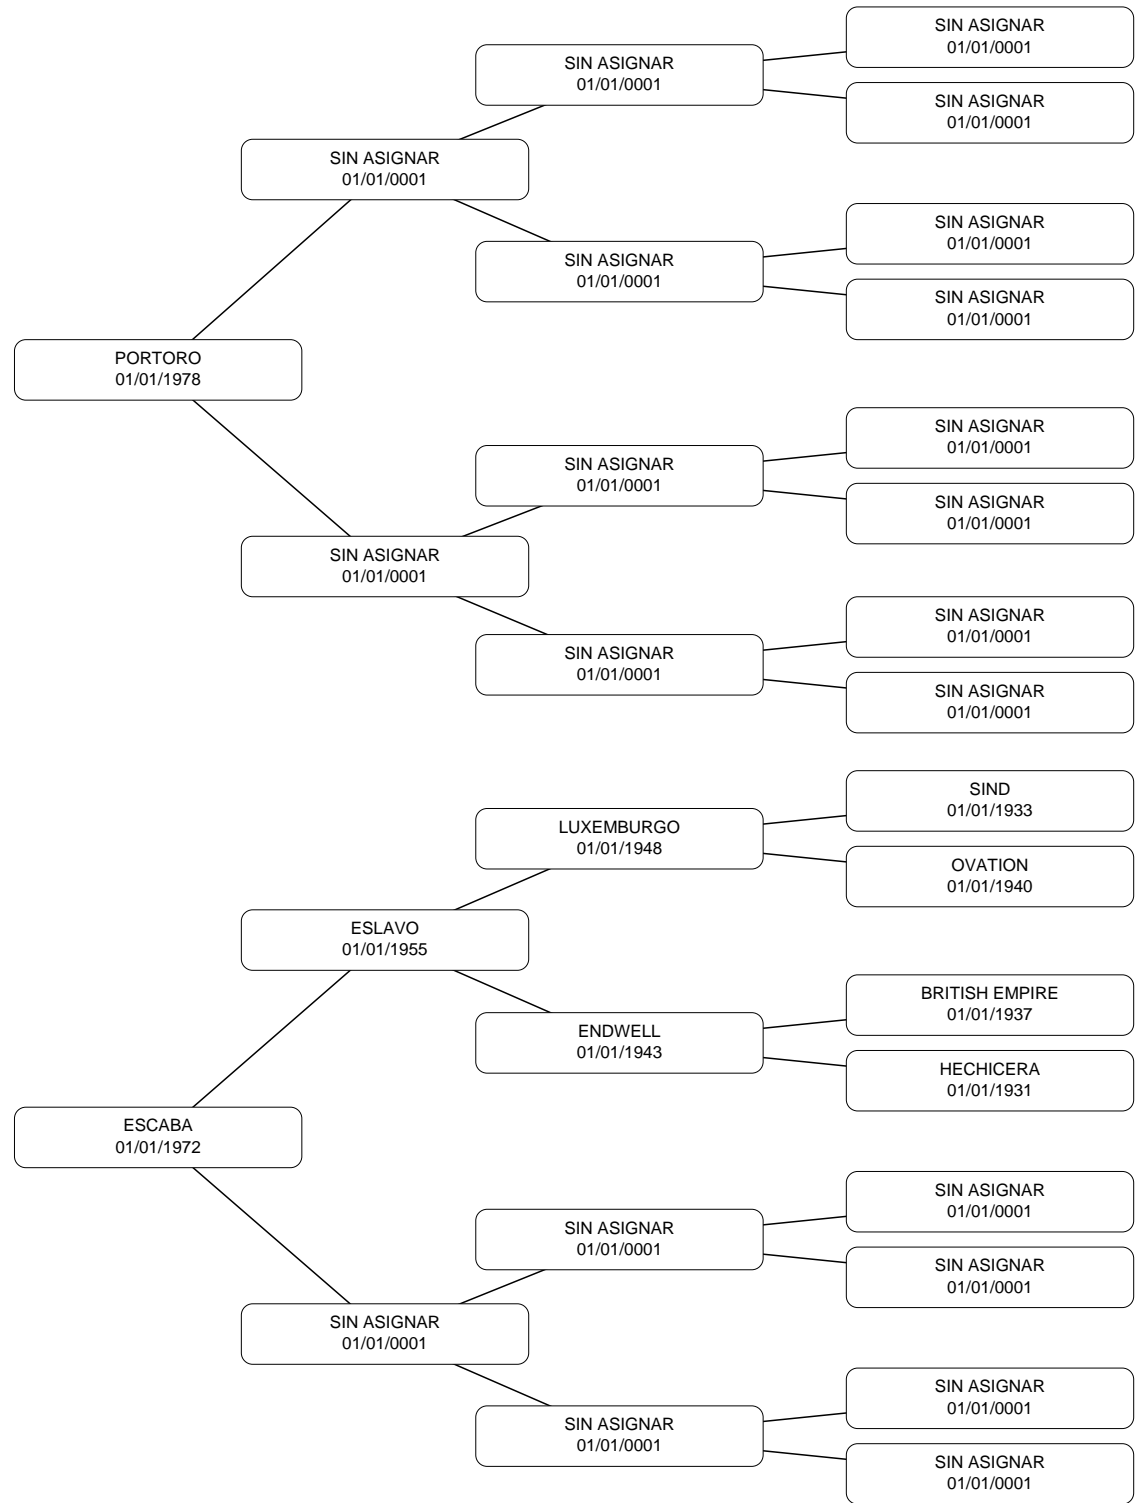 SIN ASIGNAR
01/01/0001
SIN ASIGNAR
01/01/0001
SIN ASIGNAR
01/01/0001
SIN ASIGNAR
01/01/0001
SIN ASIGNAR
01/01/0001
SIN ASIGNAR
01/01/0001
SIN ASIGNAR
01/01/0001
PORTORO
01/01/1978
SIN ASIGNAR
01/01/0001
SIN ASIGNAR
01/01/0001
SIN ASIGNAR
01/01/0001
SIN ASIGNAR
01/01/0001
SIN ASIGNAR
01/01/0001
SIN ASIGNAR
01/01/0001
SIN ASIGNAR
01/01/0001
SIND
01/01/1933
LUXEMBURGO
01/01/1948
OVATION
01/01/1940
ESLAVO
01/01/1955
BRITISH EMPIRE
01/01/1937
ENDWELL
01/01/1943
HECHICERA
01/01/1931
ESCABA
01/01/1972
SIN ASIGNAR
01/01/0001
SIN ASIGNAR
01/01/0001
SIN ASIGNAR
01/01/0001
SIN ASIGNAR
01/01/0001
SIN ASIGNAR
01/01/0001
SIN ASIGNAR
01/01/0001
SIN ASIGNAR
01/01/0001